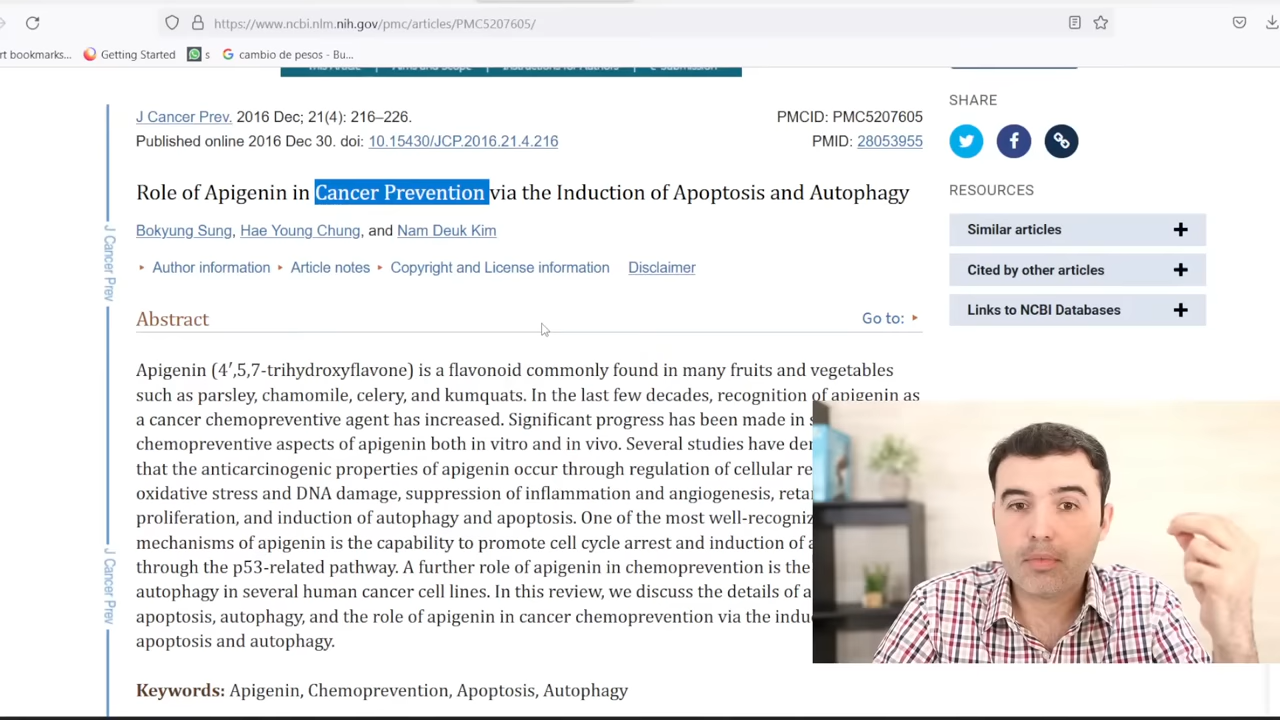 https://www.ncbi.nlm.nih.gov/pmc/articles/PMC5207605/
rt bookmarks... Getting Started s cambio de pesos - Bu...
J Cancer Prev. 2016 Dec; 21(4): 216–226.
Published online 2016 Dec 30. doi: 10.15430/JCP.2016.21.4.216
PMCID: PMC5207605
PMID: 28053955
Role of Apigenin in Cancer Prevention via the Induction of Apoptosis and Autophagy
Bokyung Sung, Hae Young Chung, and Nam Deuk Kim
Author information Article notes Copyright and License information Disclaimer
Abstract
Go to:
Apigenin (4′,5,7-trihydroxyflavone) is a flavonoid commonly found in many fruits and vegetables
such as parsley, chamomile, celery, and kumquats. In the last few decades, recognition of apigenin as
a cancer chemopreventive agent has increased. Significant progress has been made in s
chemopreventive aspects of apigenin both in vitro and in vivo. Several studies have der
that the anticarcinogenic properties of apigenin occur through regulation of cellular re
oxidative stress and DNA damage, suppression of inflammation and angiogenesis, reta
proliferation, and induction of autophagy and apoptosis. One of the most well-recogniz
mechanisms of apigenin is the capability to promote cell cycle arrest and induction of a
through the p53-related pathway. A further role of apigenin in chemoprevention is the
autophagy in several human cancer cell lines. In this review, we discuss the details of a
apoptosis, autophagy, and the role of apigenin in cancer chemoprevention via the indu
apoptosis and autophagy.
Keywords: Apigenin, Chemoprevention, Apoptosis, Autophagy
J Cancer Prev
J Cancer Prev
SHARE
RESOURCES
Similar articles
Cited by other articles
Links to NCBI Databases